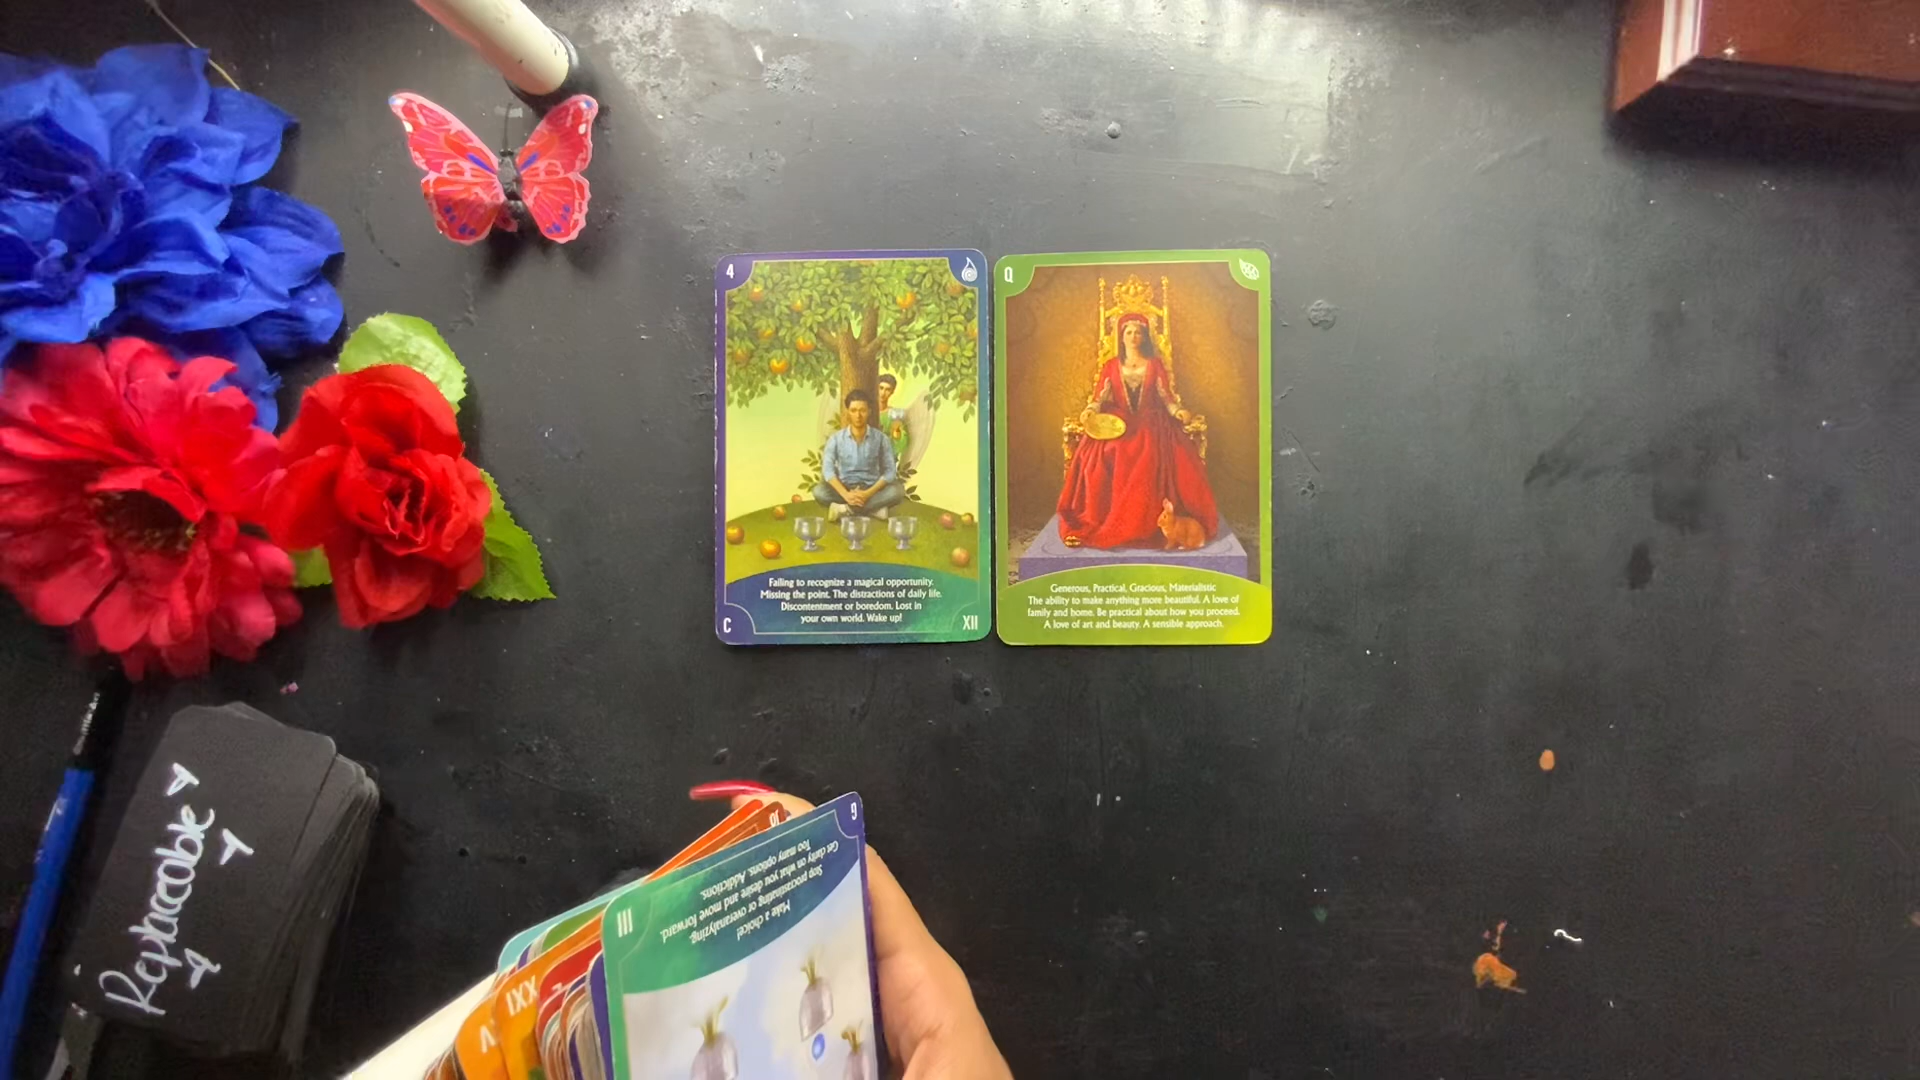 4
Failing to recognize a magical opportunity.
Missing the point. The distractions of daily life.
Discontentment or boredom. Lost in
your own world. Wake up!
C
XII
Q
Generous, Practical, Gracious, Materialistic
The ability to make anything more beautiful. A love of
family and home. Be practical about how you proceed.
A love of art and beauty. A sensible approach.
Make a choice!
Stop procrastinating or overanalyzing.
Get clarity on what you desire and move forward.
Too many options. Addictions.
III
XXI